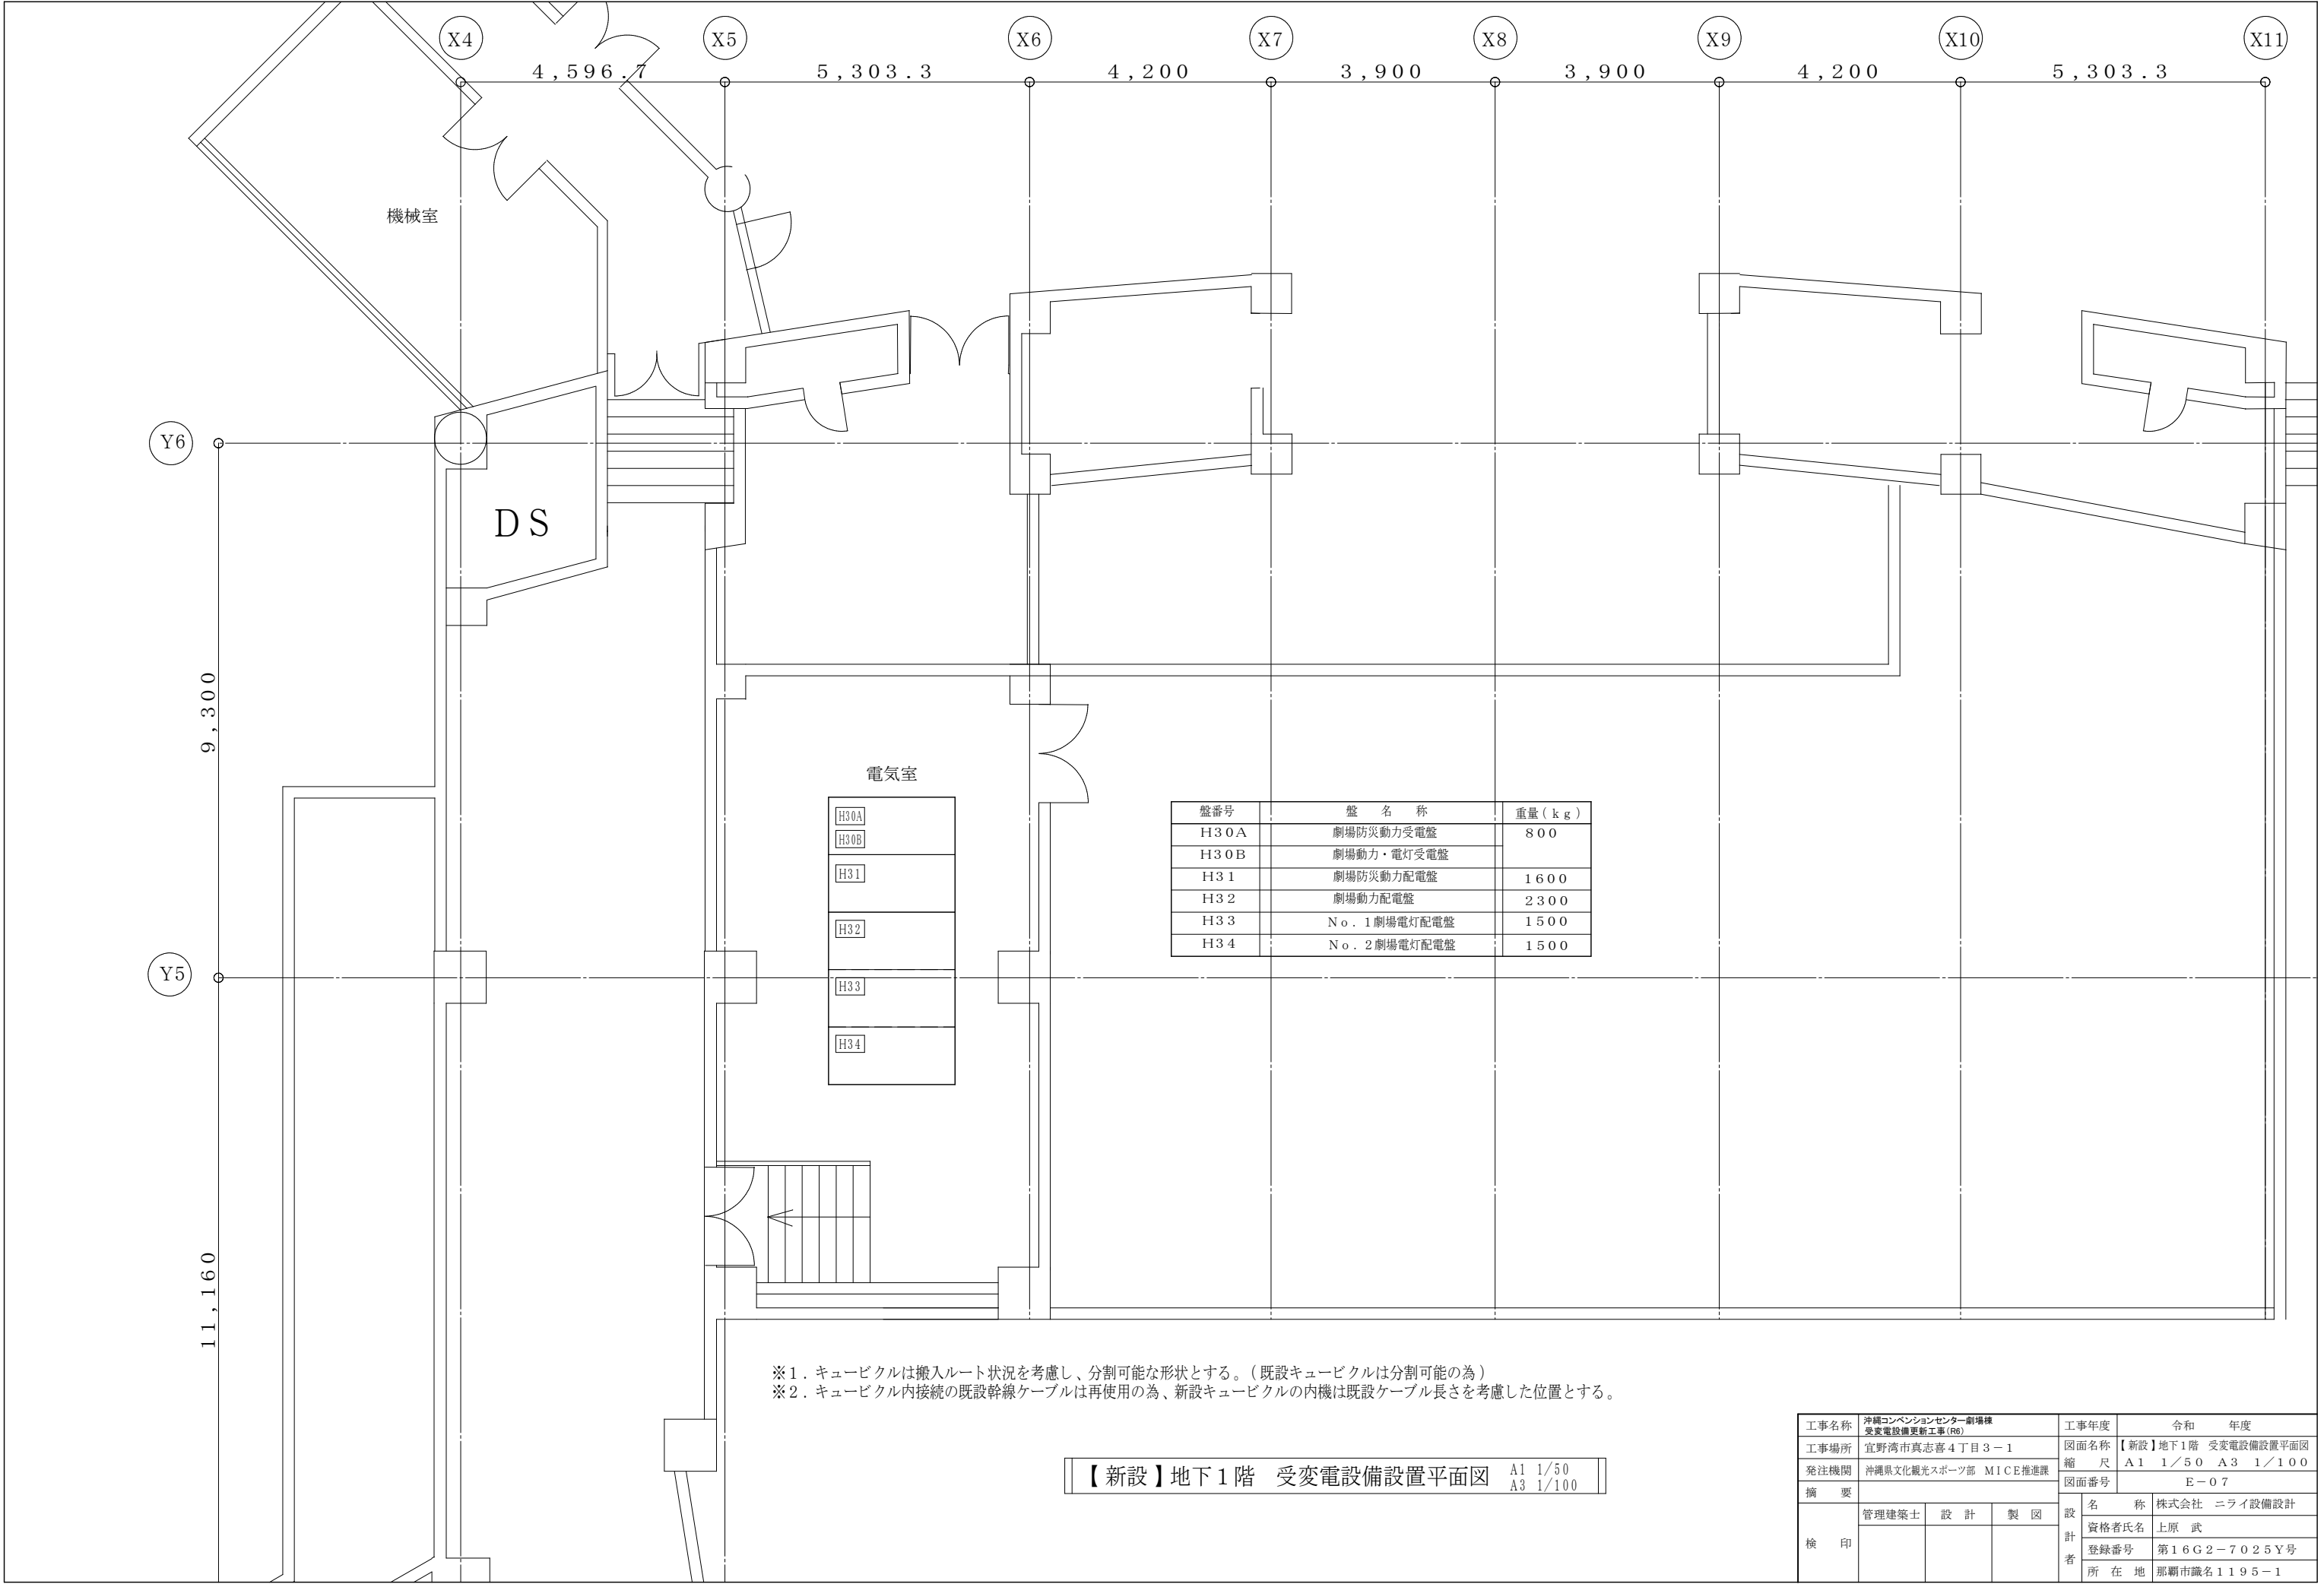 X4 X5 X6 X7 X8 X9 X10 X11
4,596.7 5,303.3 4,200 3,900 3,900 4,200 5,303.3
機械室
Y6
DS
9,300
電気室
H30A
H30B
H31
H32
H33
H34
盤番号 盤 名 称 重量(kg)
H30A 劇場防災動力受電盤 800
H30B 劇場動力・電灯受電盤
H31 劇場防災動力配電盤 1600
H32 劇場動力配電盤 2300
H33 No.1劇場電灯配電盤 1500
H34 No.2劇場電灯配電盤 1500
Y5
11,160
※1.キュービクルは搬入ルート状況を考慮し、分割可能な形状とする。(既設キュービクルは分割可能の為)
※2.キュービクル内接続の既設幹線ケーブルは再使用の為、新設キュービクルの内機は既設ケーブル長さを考慮した位置とする。
【新設】地下1階 受変電設備設置平面図
A1 1/50
A3 1/100
工事名称 沖縄コンベンションセンター劇場棟
受変電設備更新工事(R6)
工事場所 宜野湾市真志喜4丁目3-1
発注機関 沖縄県文化観光スポーツ部 MICE推進課
摘 要
検 印 管理建築士 設 計 製 図
工事年度 令和 年度
図面名称 【新設】地下1階 受変電設備設置平面図
縮 尺 A1 1/50 A3 1/100
図面番号 E-07
設計者
名 称 株式会社 ニライ設備設計
資格者氏名 上原 武
登録番号 第16G2-7025Y号
所 在 地 那覇市識名1195-1